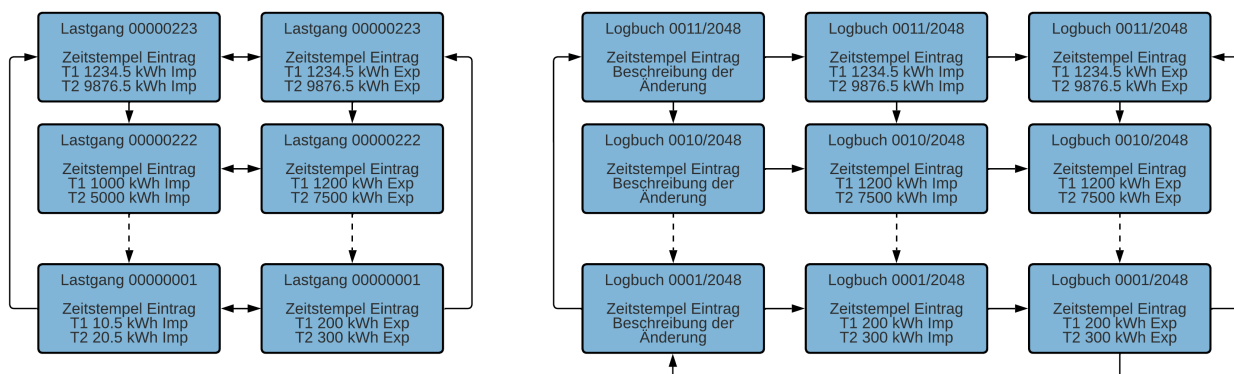 Lastgang 00000223
Zeitstempel Eintrag
T1 1234.5 kWh Imp
T2 9876.5 kWh Imp
Lastgang 00000223
Zeitstempel Eintrag
T1 1234.5 kWh Exp
T2 9876.5 kWh Exp
Logbuch 0011/2048
Zeitstempel Eintrag
Beschreibung der
Änderung
Logbuch 0011/2048
Zeitstempel Eintrag
T1 1234.5 kWh Imp
T2 9876.5 kWh Imp
Logbuch 0011/2048
Zeitstempel Eintrag
T1 1234.5 kWh Exp
T2 9876.5 kWh Exp
Lastgang 00000222
Zeitstempel Eintrag
T1 1000 kWh Imp
T2 5000 kWh Imp
Lastgang 00000222
Zeitstempel Eintrag
T1 1200 kWh Exp
T2 7500 kWh Exp
Logbuch 0010/2048
Zeitstempel Eintrag
Beschreibung der
Änderung
Logbuch 0010/2048
Zeitstempel Eintrag
T1 1200 kWh Imp
T2 7500 kWh Imp
Logbuch 0010/2048
Zeitstempel Eintrag
T1 1200 kWh Exp
T2 7500 kWh Exp
Lastgang 00000001
Zeitstempel Eintrag
T1 10.5 kWh Imp
T2 20.5 kWh Imp
Lastgang 00000001
Zeitstempel Eintrag
T1 200 kWh Exp
T2 300 kWh Exp
Logbuch 0001/2048
Zeitstempel Eintrag
Beschreibung der
Änderung
Logbuch 0001/2048
Zeitstempel Eintrag
T1 200 kWh Imp
T2 300 kWh Imp
Logbuch 0001/2048
Zeitstempel Eintrag
T1 200 kWh Exp
T2 300 kWh Exp